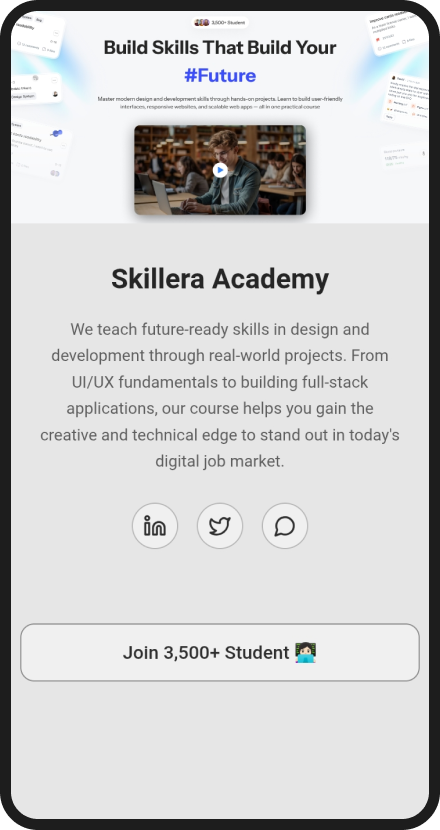 3,500+ Student
Build Skills That Build Your
#Future
Master modern design and development skills through hands-on projects. Learn to build user-friendly
interfaces, responsive websites, and scalable web apps — all in one practical course!
Skillera Academy
We teach future-ready skills in design and
development through real-world projects. From
UI/UX fundamentals to building full-stack
applications, our course helps you gain the
creative and technical edge to stand out in today's
digital job market.
in
Join 3,500+ Student 👩🏻‍💻